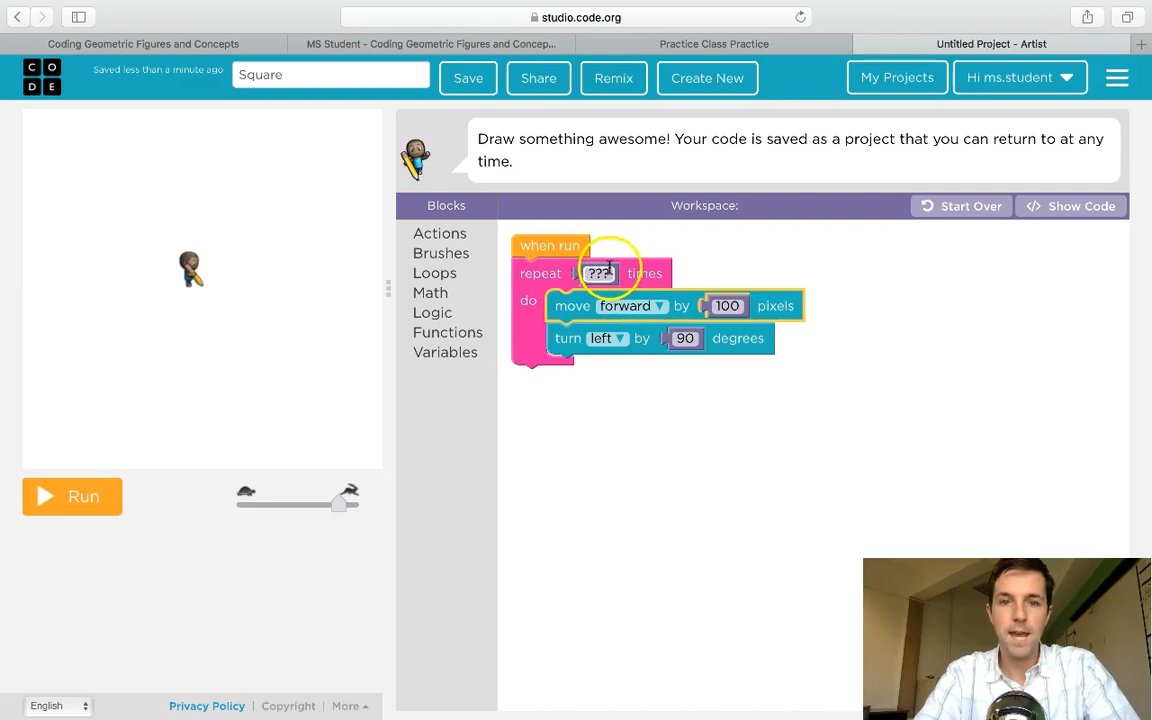 studio.code.org
Coding Geometric Figures and Concepts
MS Student - Coding Geometric Figures and Concep...
Practice Class Practice
Untitled Project - Artist
C O
D E
Saved less than a minute ago
Square
Save
Share
Remix
Create New
My Projects
Hi ms.student
Draw something awesome! Your code is saved as a project that you can return to at any
time.
Blocks
Workspace:
Start Over
</> Show Code
Actions
Brushes
Loops
Math
Logic
Functions
Variables
when run
repeat ??? times
do
move forward by 100 pixels
turn left by 90 degrees
Run
English
Privacy Policy
Copyright
More